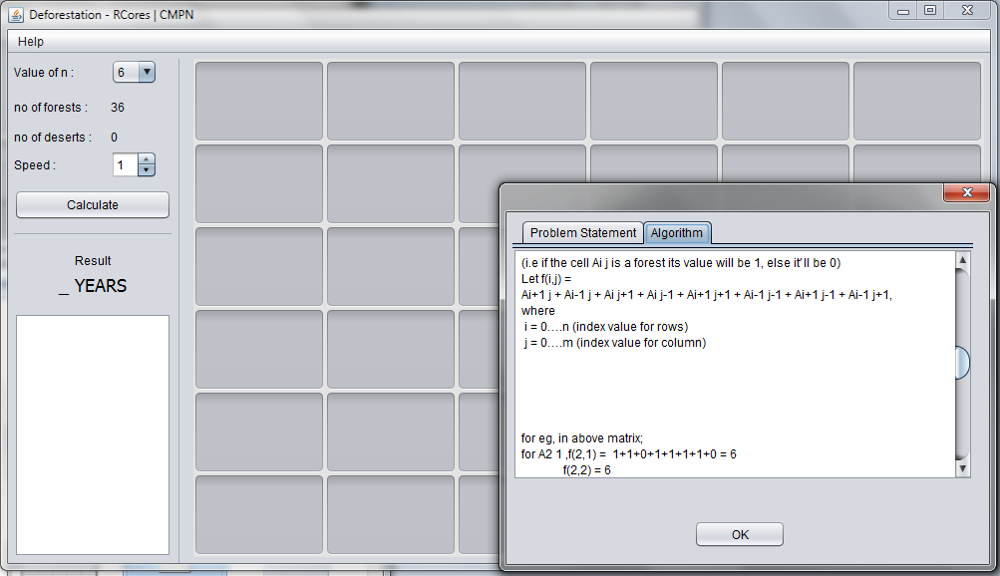 Deforestation - RCores | CMPN
Help
Value of n :
6
no of forests :
36
no of deserts :
0
Speed :
1
Calculate
Result
_ YEARS
Problem Statement
Algorithm
(i.e if the cell Ai j is a forest its value will be 1, else it'll be 0)
Let f(i,j) =
Ai+1 j + Ai-1 j + Ai j+1 + Ai j-1 + Ai+1 j+1 + Ai-1 j-1 + Ai+1 j-1 + Ai-1 j+1,
where
i = 0....n (index value for rows)
j = 0....m (index value for column)
for eg, in above matrix;
for A2 1 ,f(2,1) =  1+1+0+1+1+1+1+0 = 6
f(2,2) = 6
OK